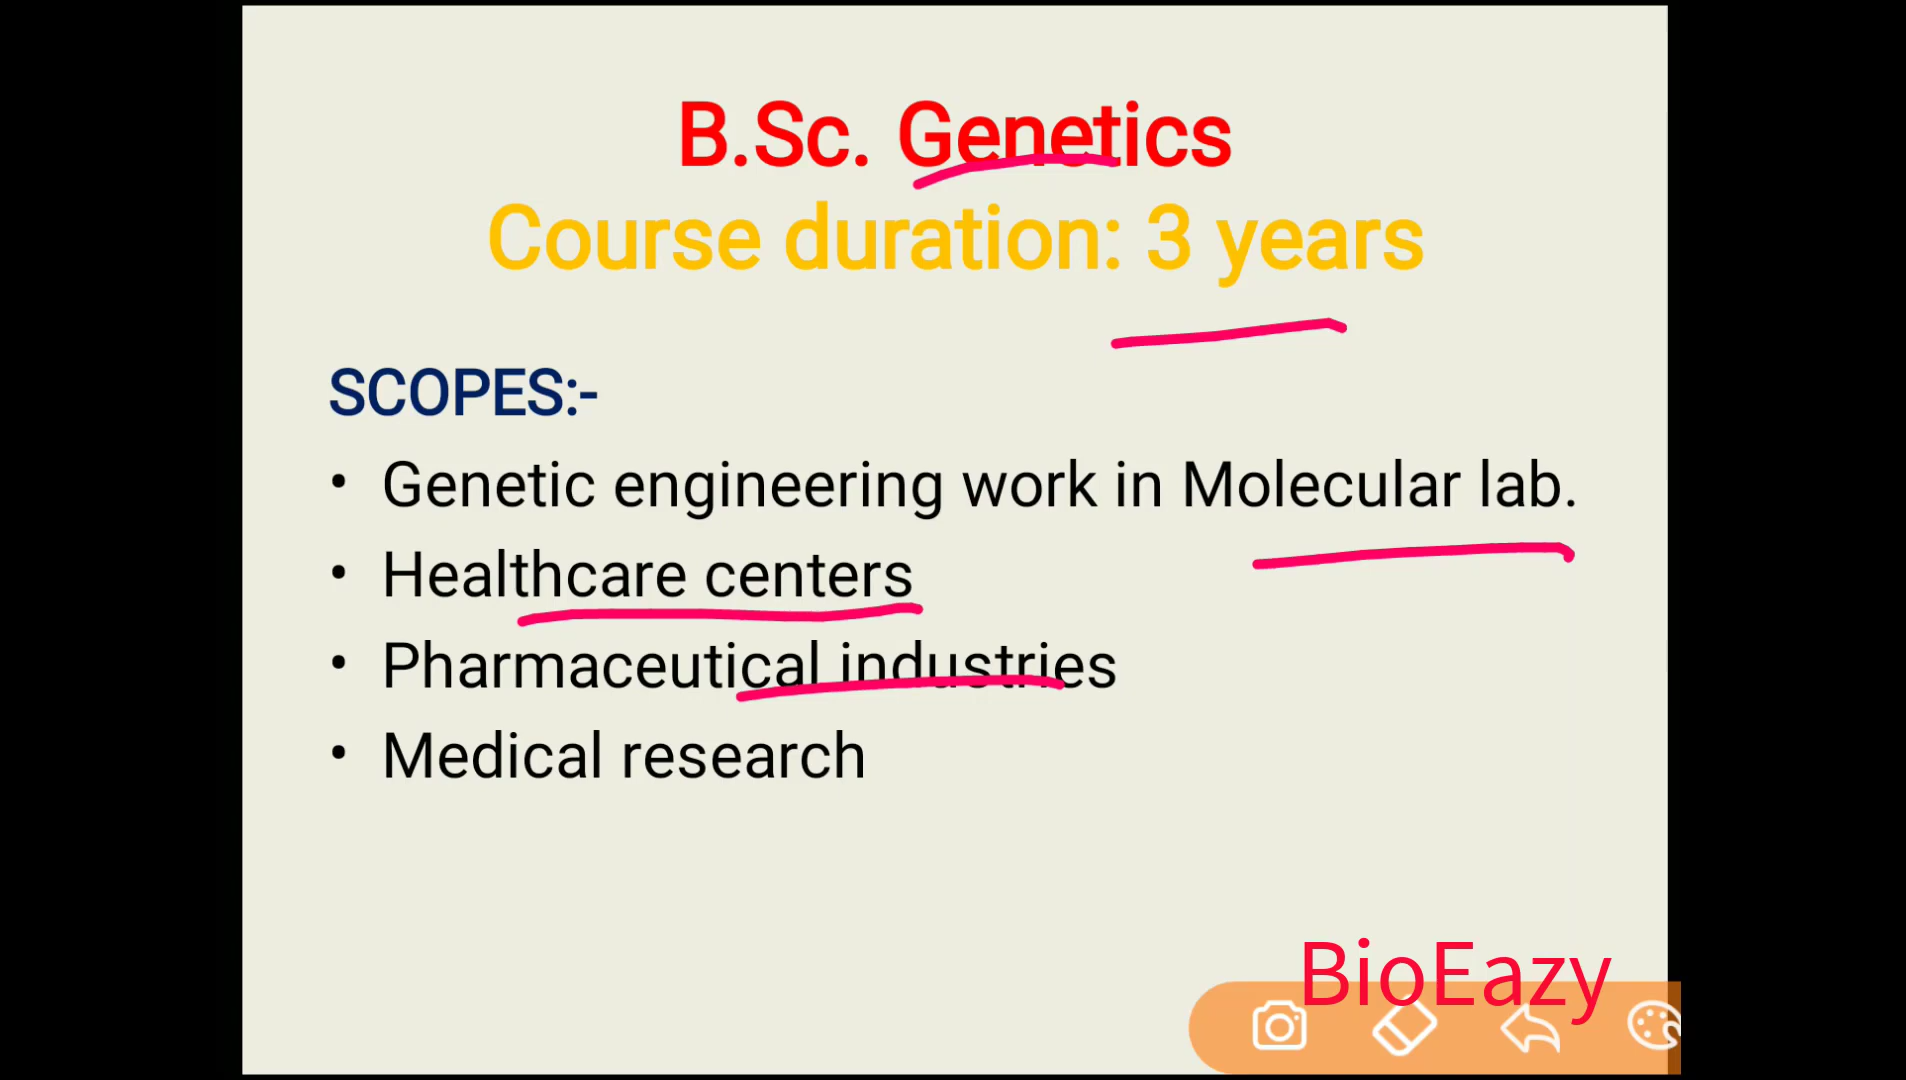 B.Sc. Genetics
Course duration: 3 years
SCOPES:-
• Genetic engineering work in Molecular lab.
• Healthcare centers
• Pharmaceutical industries
• Medical research
BioEazy